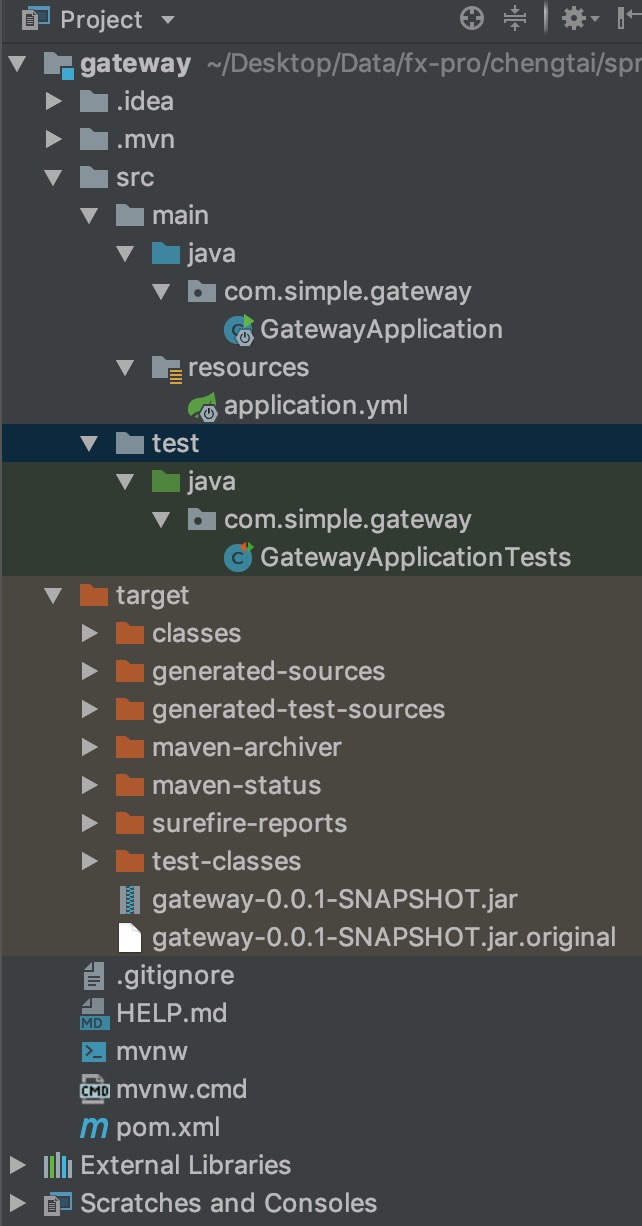 Project
gateway ~/Desktop/Data/fx-pro/chengtai/spr
.idea
.mvn
src
main
java
com.simple.gateway
GatewayApplication
resources
application.yml
test
java
com.simple.gateway
GatewayApplicationTests
target
classes
generated-sources
generated-test-sources
maven-archiver
maven-status
surefire-reports
test-classes
gateway-0.0.1-SNAPSHOT.jar
gateway-0.0.1-SNAPSHOT.jar.original
.gitignore
MD HELP.md
mvnw
CMD mvnw.cmd
m pom.xml
External Libraries
Scratches and Consoles